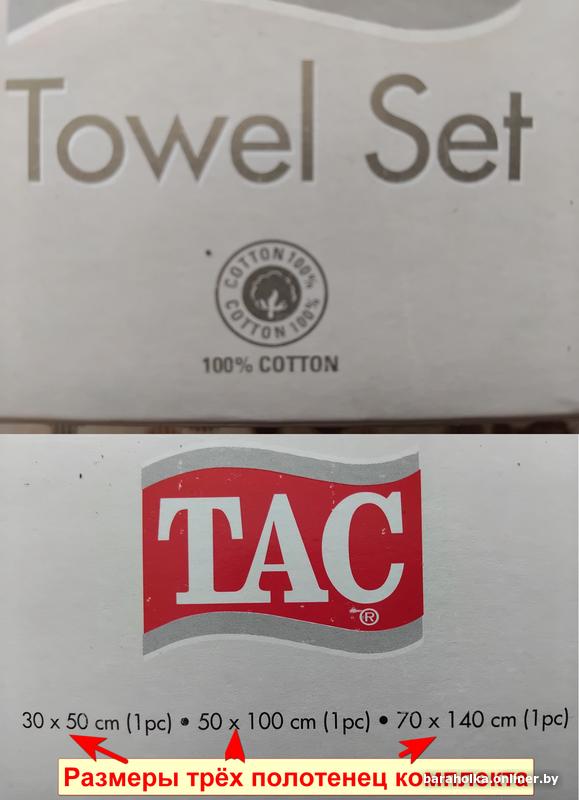 Towel Set
COTTON 100%
COTTON 100%
100% COTTON
TAC
®
30 x 50 cm (1pc) • 50 x 100 cm (1pc) • 70 x 140 cm (1pc)
Размеры трёх полотенец
baraholka.onliner.by